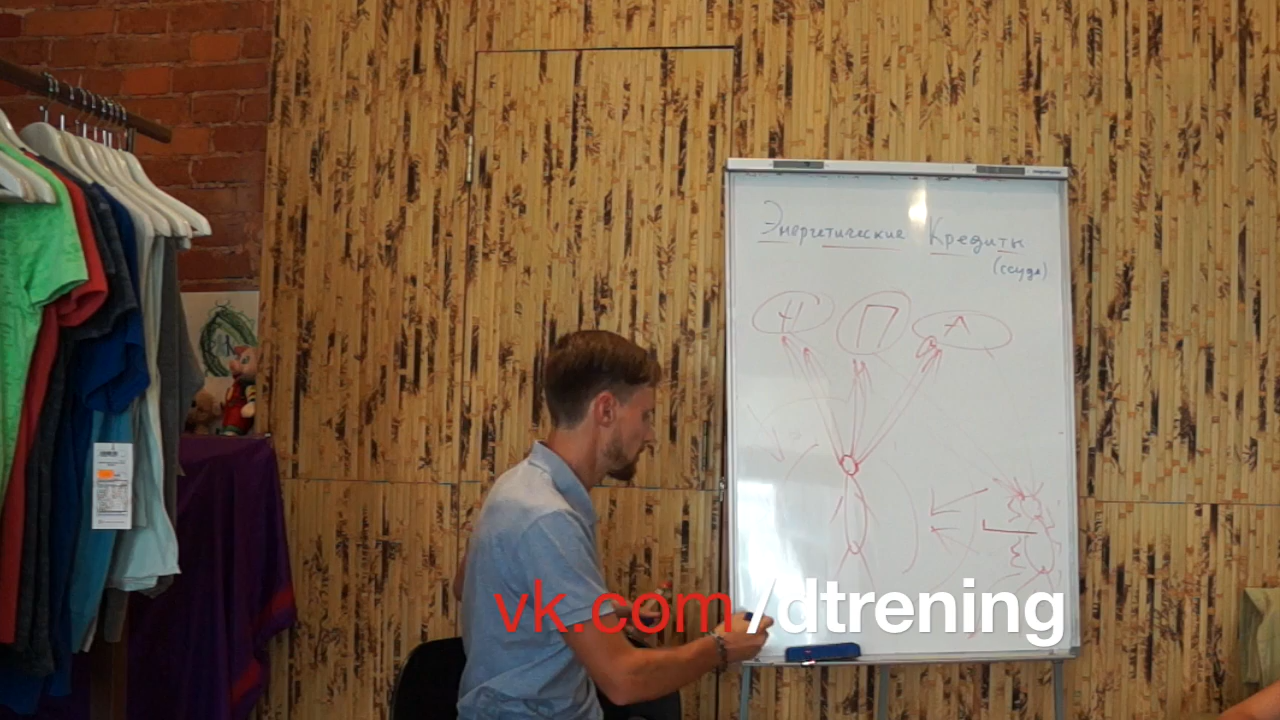 Энергетические Кредиты
(ссуда)
Ч П А
vk.com/dtrening